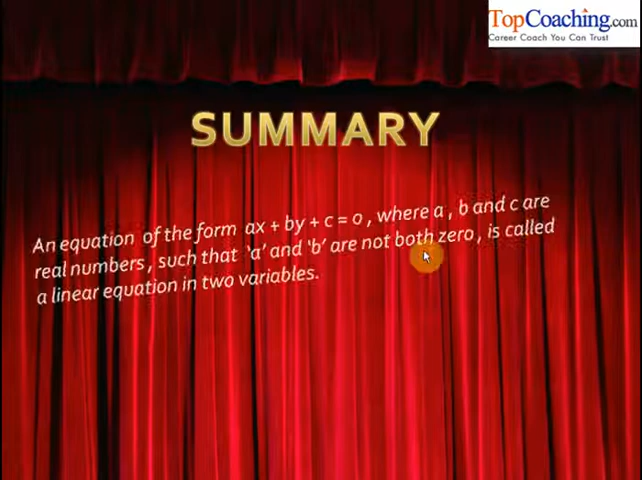 TopCoaching.com
Career Coach You Can Trust
SUMMARY
An equation of the form ax + by + c = 0 , where a , b and c are
real numbers , such that 'a' and 'b' are not both zero , is called
a linear equation in two variables.